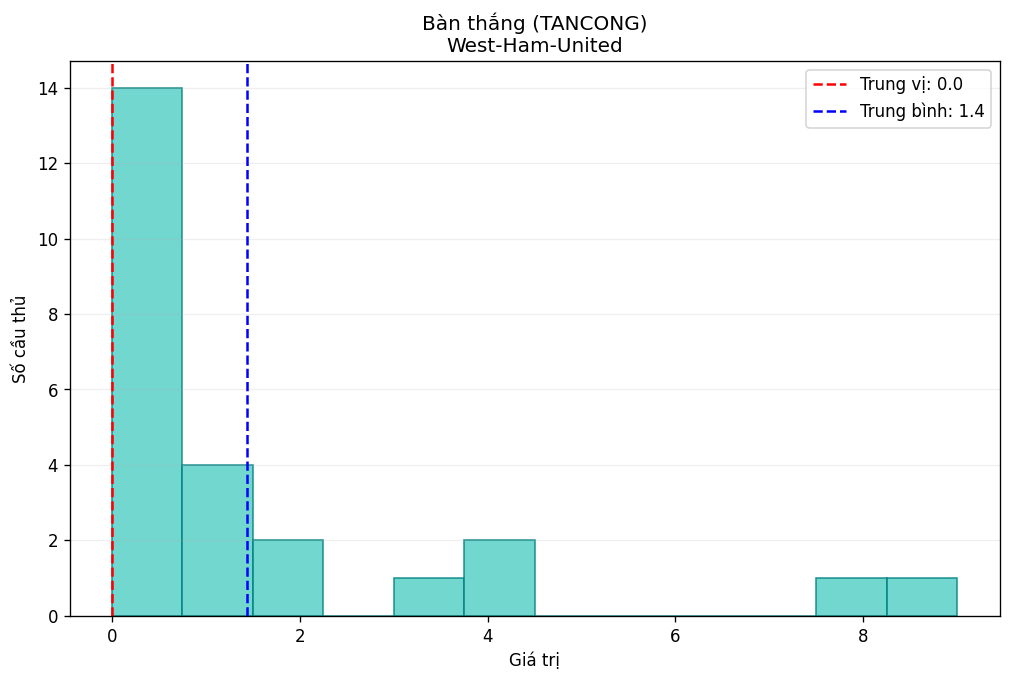 Bàn thắng (TANCONG)
West-Ham-United
Trung vị: 0.0
Trung bình: 1.4
Số cầu thủ
14
12
10
8
6
4
2
0
0 2 4 6 8
Giá trị